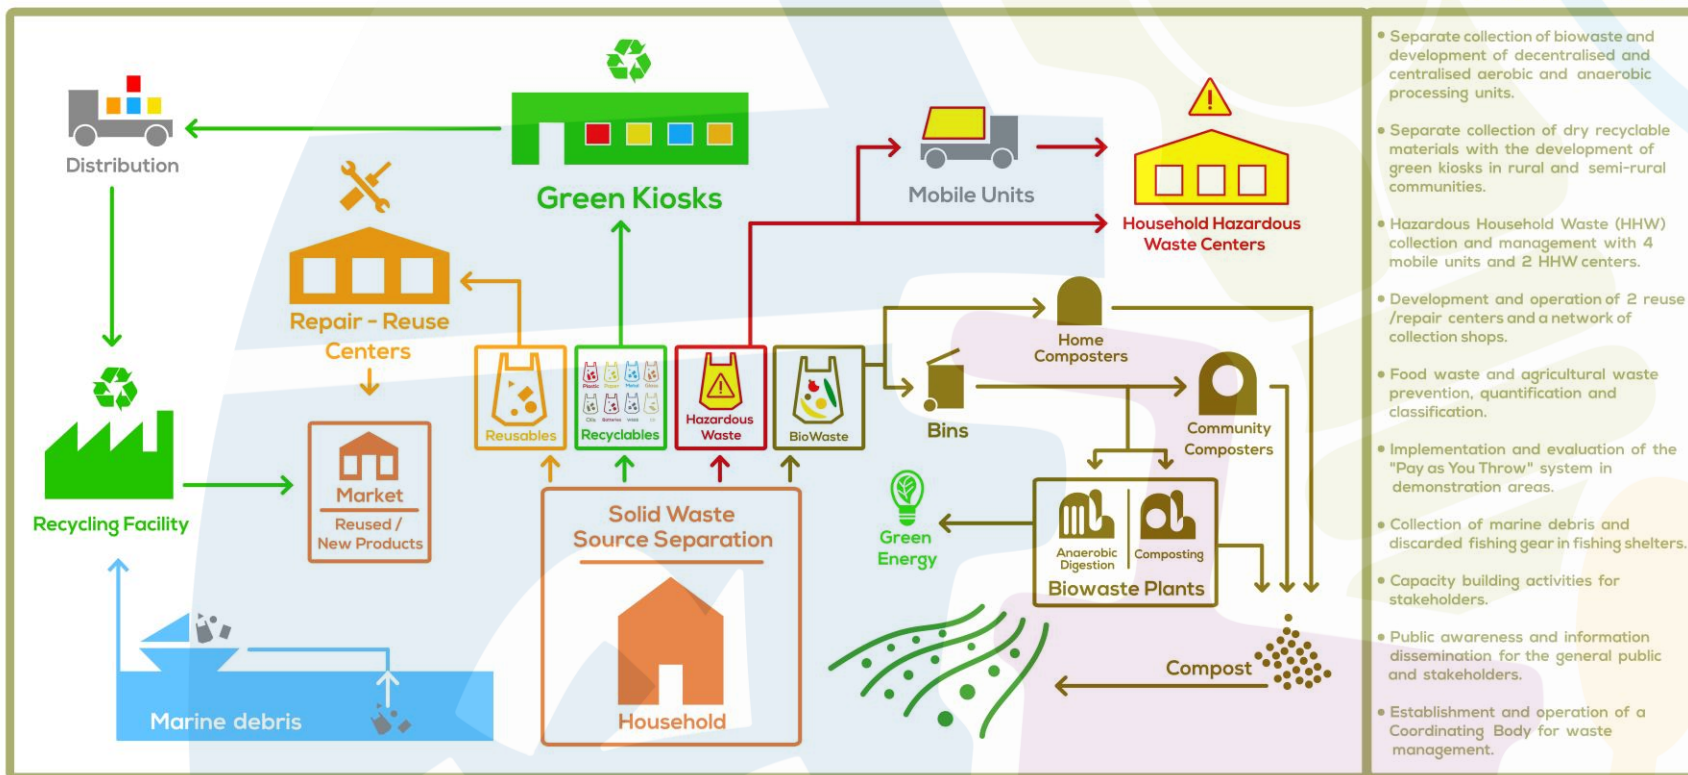 Distribution
Green Kiosks
Mobile Units
Household Hazardous
Waste Centers
Repair - Reuse
Centers
Home
Composters
Reusables
Plastic Paper Metal Glass
Recyclables
Hazardous
Waste
BioWaste
Bins
Community
Composters
Recycling Facility
Market
Reused /
New Products
Solid Waste
Source Separation
Household
Green
Energy
Anaerobic
Digestion
Composting
Biowaste Plants
Compost
Marine debris
• Separate collection of biowaste and
development of decentralised and
centralised aerobic and anaerobic
processing units.
• Separate collection of dry recyclable
materials with the development of
green kiosks in rural and semi-rural
communities.
• Hazardous Household Waste (HHW)
collection and management with 4
mobile units and 2 HHW centers.
• Development and operation of 2 reuse
/repair centers and a network of
collection shops.
• Food waste and agricultural waste
prevention, quantification and
classification.
• Implementation and evaluation of the
"Pay as You Throw" system in
demonstration areas.
• Collection of marine debris and
discarded fishing gear in fishing shelters.
• Capacity building activities for
stakeholders.
• Public awareness and information
dissemination for the general public
and stakeholders.
• Establishment and operation of a
Coordinating Body for waste
management.